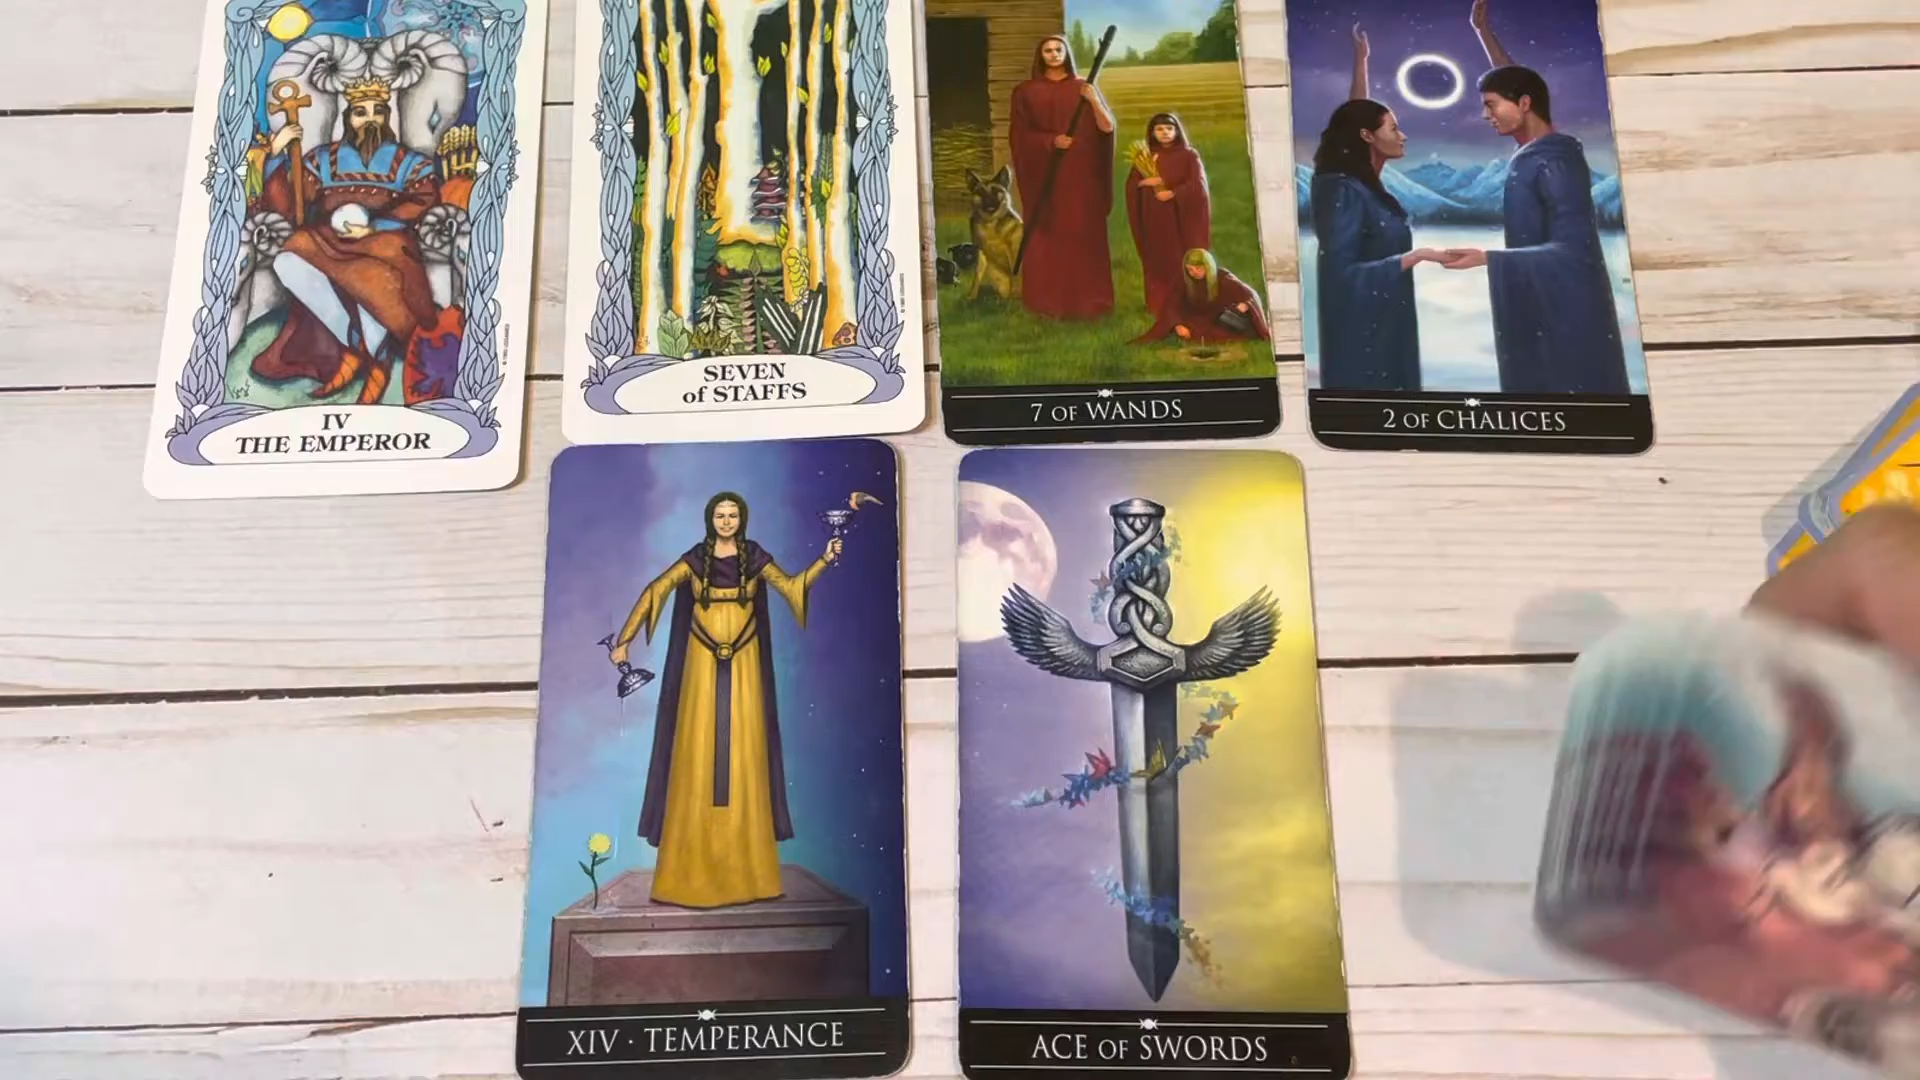 IV
THE EMPEROR
SEVEN
of STAFFS
7 OF WANDS
2 OF CHALICES
XIV · TEMPERANCE
ACE OF SWORDS